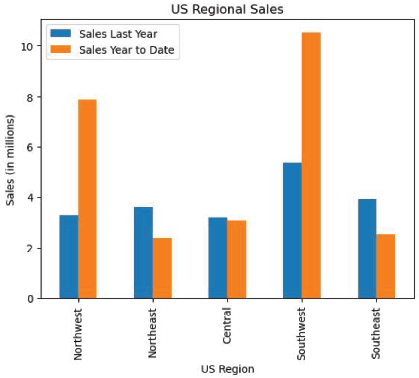 US Regional Sales
Sales Last Year
Sales Year to Date
Sales (in millions)
10
8
6
4
2
0
Northwest
Northeast
Central
Southwest
Southeast
US Region